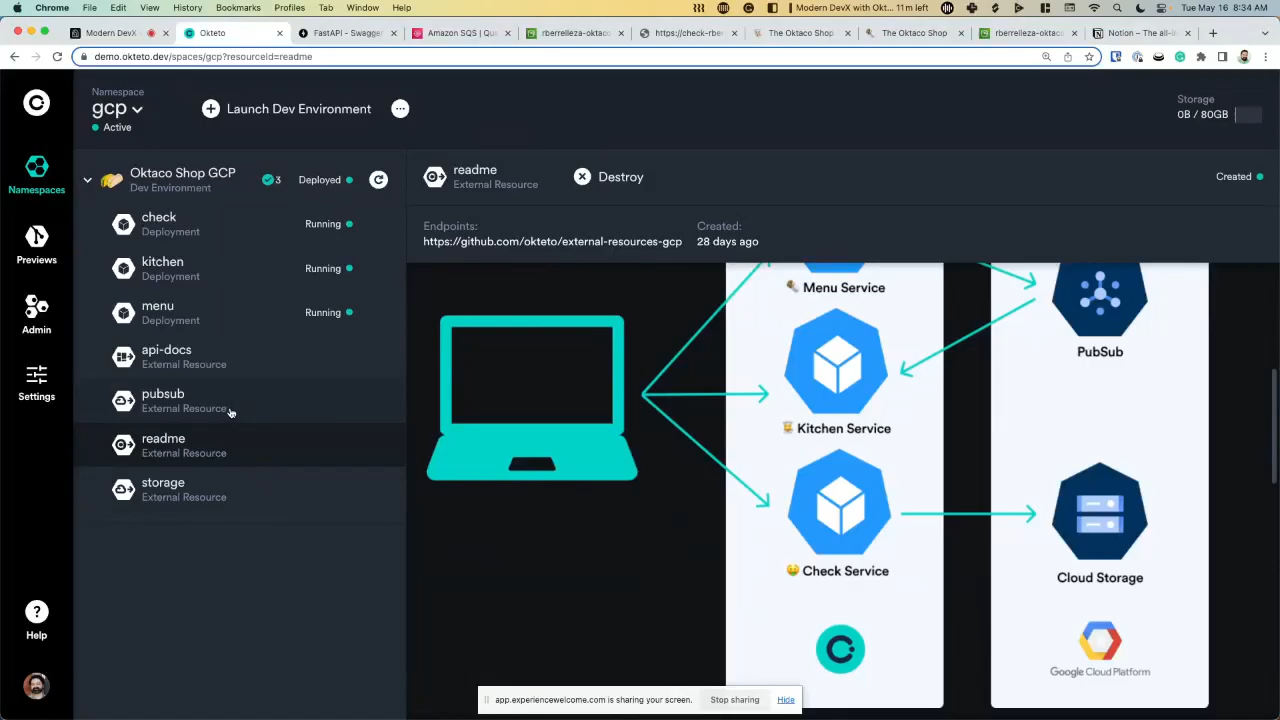 Chrome File Edit View History Bookmarks Profiles Tab Window Help
Modern DevX with Okt... 11 m left
Tue May 16 8:34 AM
Modern DevX
Okteto
FastAPI - Swagger
Amazon SQS | Qu
rberrelleza-oktaco
https://check-rber
The Oktaco Shop
The Oktaco Shop
rberrelleza-oktaco
Notion – The all-i
demo.okteto.dev/spaces/gcp?resourceId=readme
Namespace
gcp
Active
Launch Dev Environment
Storage
0B / 80GB
Namespaces
Previews
Admin
Settings
Help
Oktaco Shop GCP
Dev Environment
3
Deployed
check
Deployment
Running
kitchen
Deployment
Running
menu
Deployment
Running
api-docs
External Resource
pubsub
External Resource
readme
External Resource
storage
External Resource
readme
External Resource
Destroy
Created
Endpoints:
https://github.com/okteto/external-resources-gcp
Created:
28 days ago
Menu Service
PubSub
Kitchen Service
Check Service
Cloud Storage
Google Cloud Platform
app.experiencewelcome.com is sharing your screen.
Stop sharing
Hide